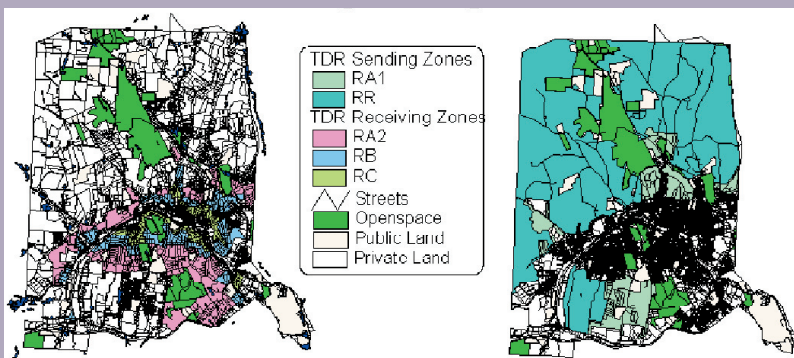 TDR Sending Zones
RA1
RR
TDR Receiving Zones
RA2
RB
RC
Streets
Openspace
Public Land
Private Land